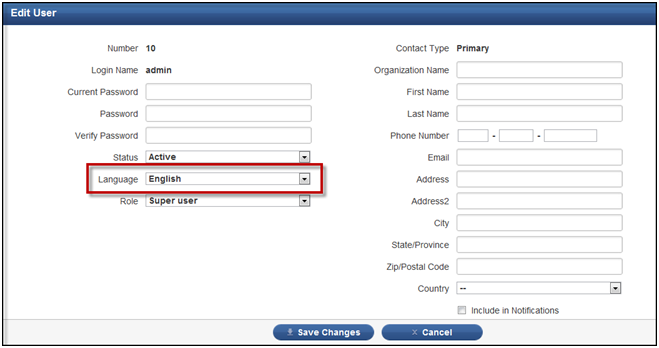 Edit User
Number 10
Login Name admin
Current Password
Password
Verify Password
Status Active
Language English
Role Super user
Contact Type Primary
Organization Name
First Name
Last Name
Phone Number - -
Email
Address
Address2
City
State/Province
Zip/Postal Code
Country --
Include in Notifications
Save Changes
Cancel